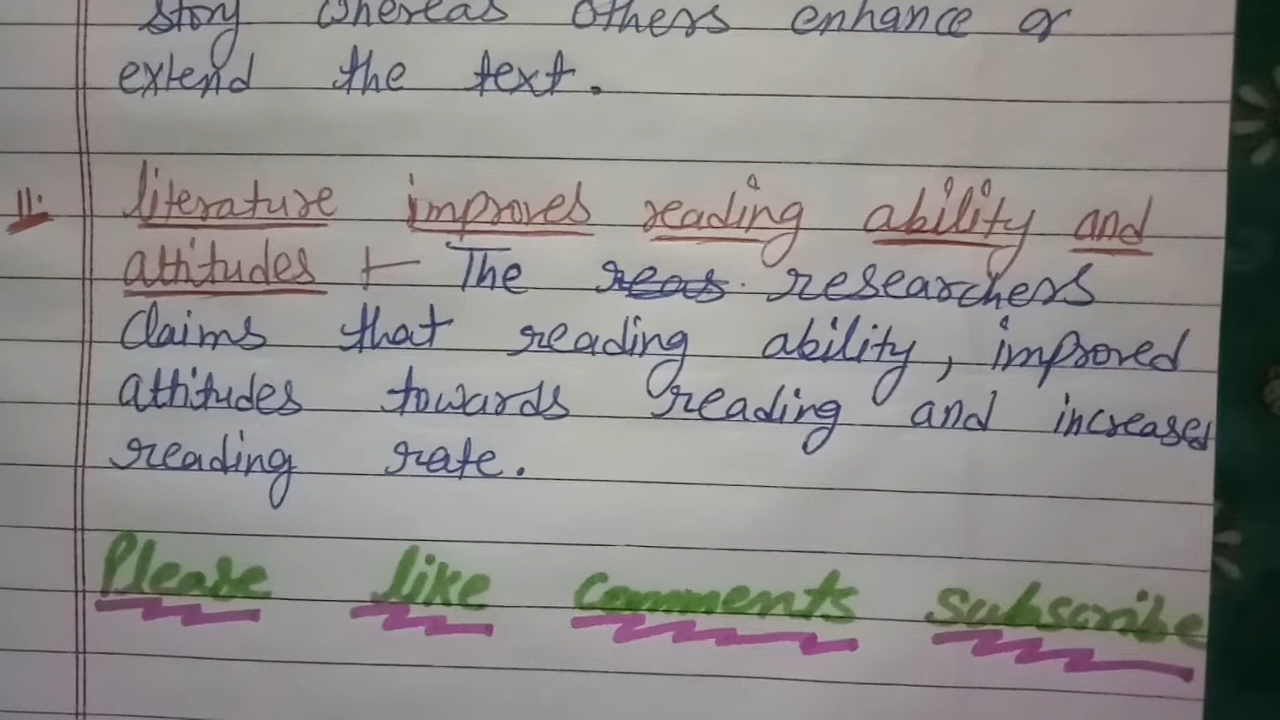 story whereas others enhance or
extend the text.
11. literature improves reading ability and
attitudes :- The researchers
claims that reading ability, improved
attitudes towards reading and increased
reading rate.
Please like comments subscribe